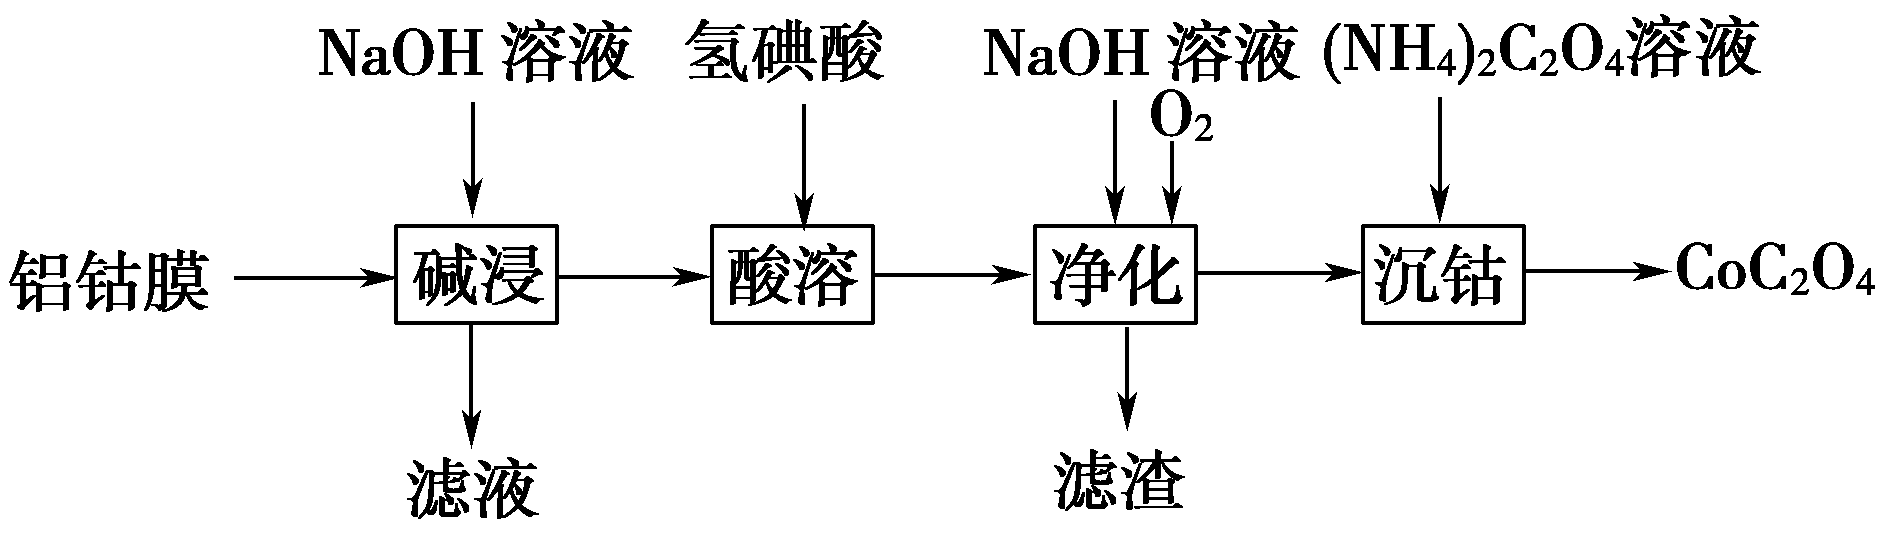 NaOH 溶液 氢碘酸 NaOH 溶液 (NH₄)₂C₂O₄溶液
O₂
铝钴膜 碱浸 酸溶 净化 沉钴 CoC₂O₄
滤液 滤渣